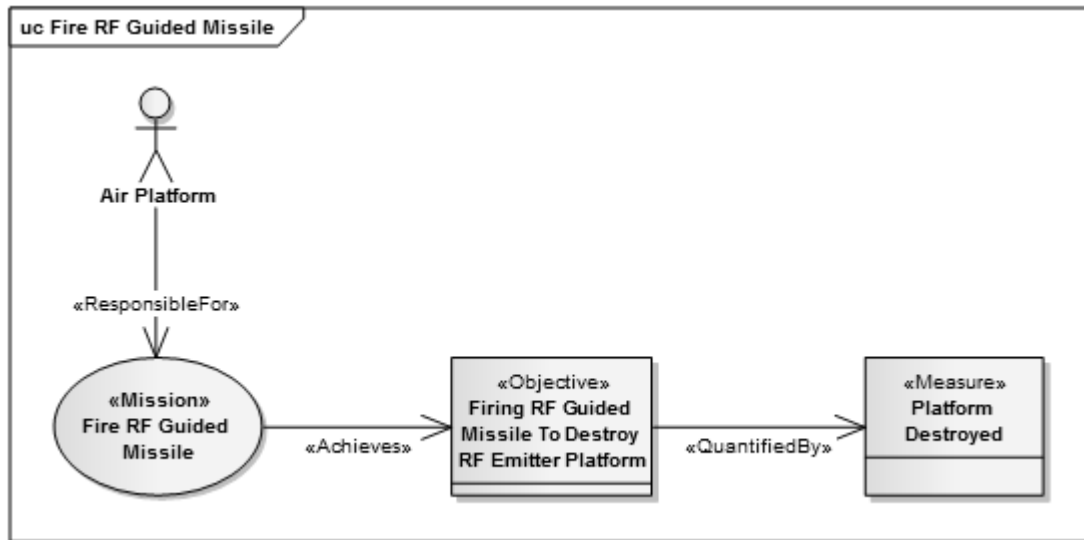 uc Fire RF Guided Missile
Air Platform
«ResponsibleFor»
«Mission»
Fire RF Guided
Missile
«Achieves»
«Objective»
Firing RF Guided
Missile To Destroy
RF Emitter Platform
«QuantifiedBy»
«Measure»
Platform
Destroyed